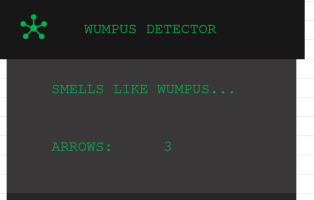 WUMPUS DETECTOR
SMELLS LIKE WUMPUS...
ARROWS: 3